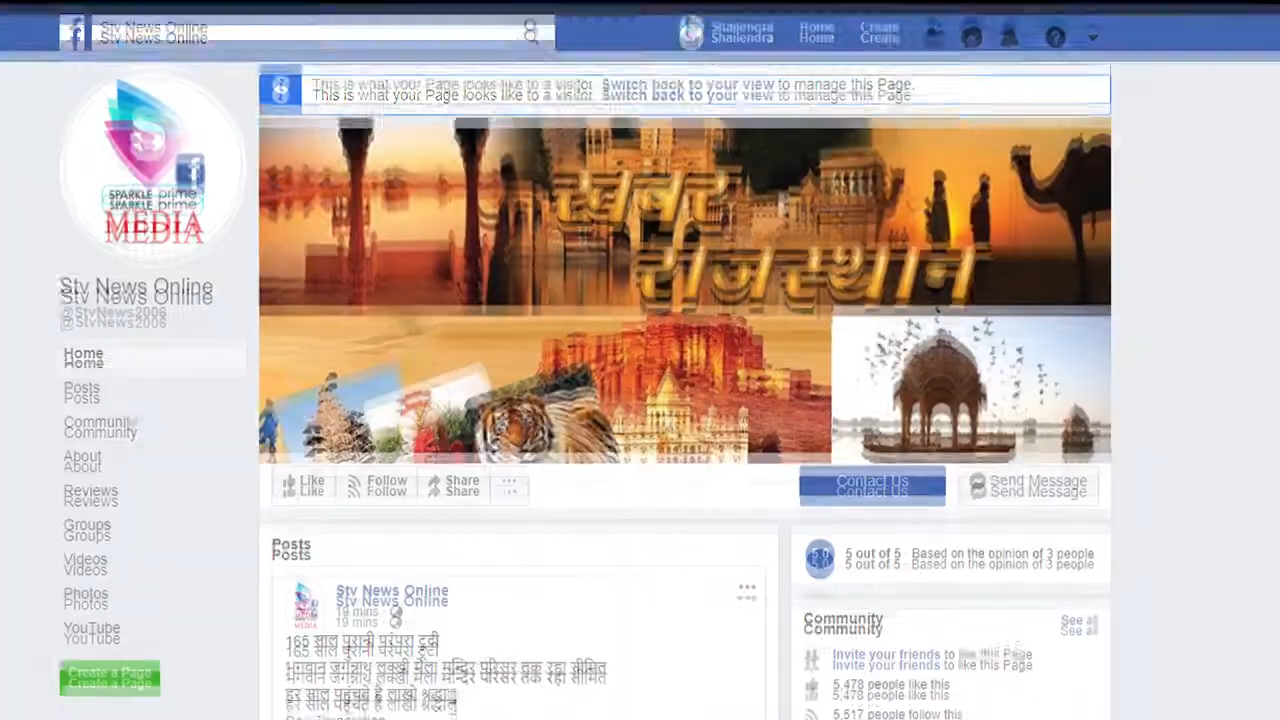 Stv News Online
Shailendra Home Create
This is what your Page looks like to a visitor. Switch back to your view to manage this Page.
SPARKLE prime
MEDIA
खबर
राजस्थान
Stv News Online
@StvNews2006
Home
Posts
Community
About
Reviews
Groups
Videos
Photos
YouTube
Create a Page
Like Follow Share ...
Contact Us Send Message
Posts
Stv News Online
19 mins ·
165 साल पुरानी परंपरा टूटी
भगवान जगन्नाथ लक्खी मेला मन्दिर परिसर तक रहा सीमित
हर साल पहुंचते है लाखो श्रद्धालु
5.0
5 out of 5 · Based on the opinion of 3 people
Community
See all
Invite your friends to like this Page
5,478 people like this
5,517 people follow this